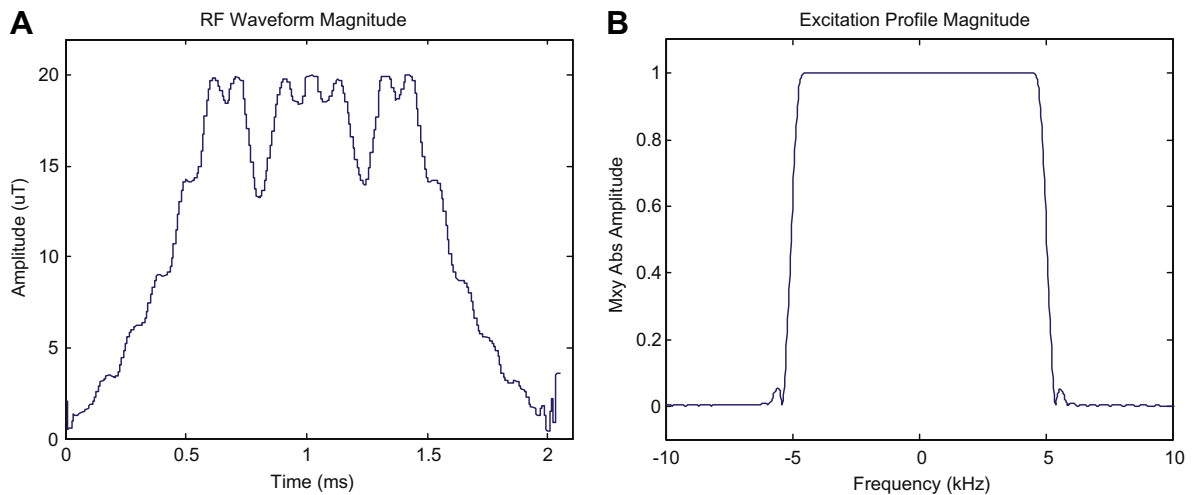 A
RF Waveform Magnitude
20
15
10
5
0
Amplitude (uT)
0 0.5 1 1.5 2
Time (ms)
B
Excitation Profile Magnitude
1
0.8
0.6
0.4
0.2
0
Mxy Abs Amplitude
-10 -5 0 5 10
Frequency (kHz)